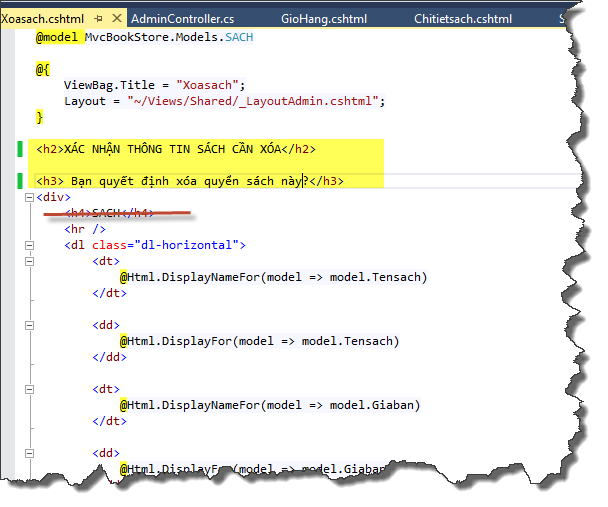 Xoasach.cshtml AdminController.cs GioHang.cshtml Chitietsach.cshtml S
@model MvcBookStore.Models.SACH
@{
ViewBag.Title = "Xoasach";
Layout = "~/Views/Shared/_LayoutAdmin.cshtml";
}
<h2>XÁC NHẬN THÔNG TIN SÁCH CẦN XÓA</h2>
<h3> Bạn quyết định xóa quyển sách này?</h3>
<div>
<h4>SACH</h4>
<hr />
<dl class="dl-horizontal">
<dt>
@Html.DisplayNameFor(model => model.Tensach)
</dt>
<dd>
@Html.DisplayFor(model => model.Tensach)
</dd>
<dt>
@Html.DisplayNameFor(model => model.Giaban)
</dt>
<dd>
@Html.DisplayFor(model => model.Giaban